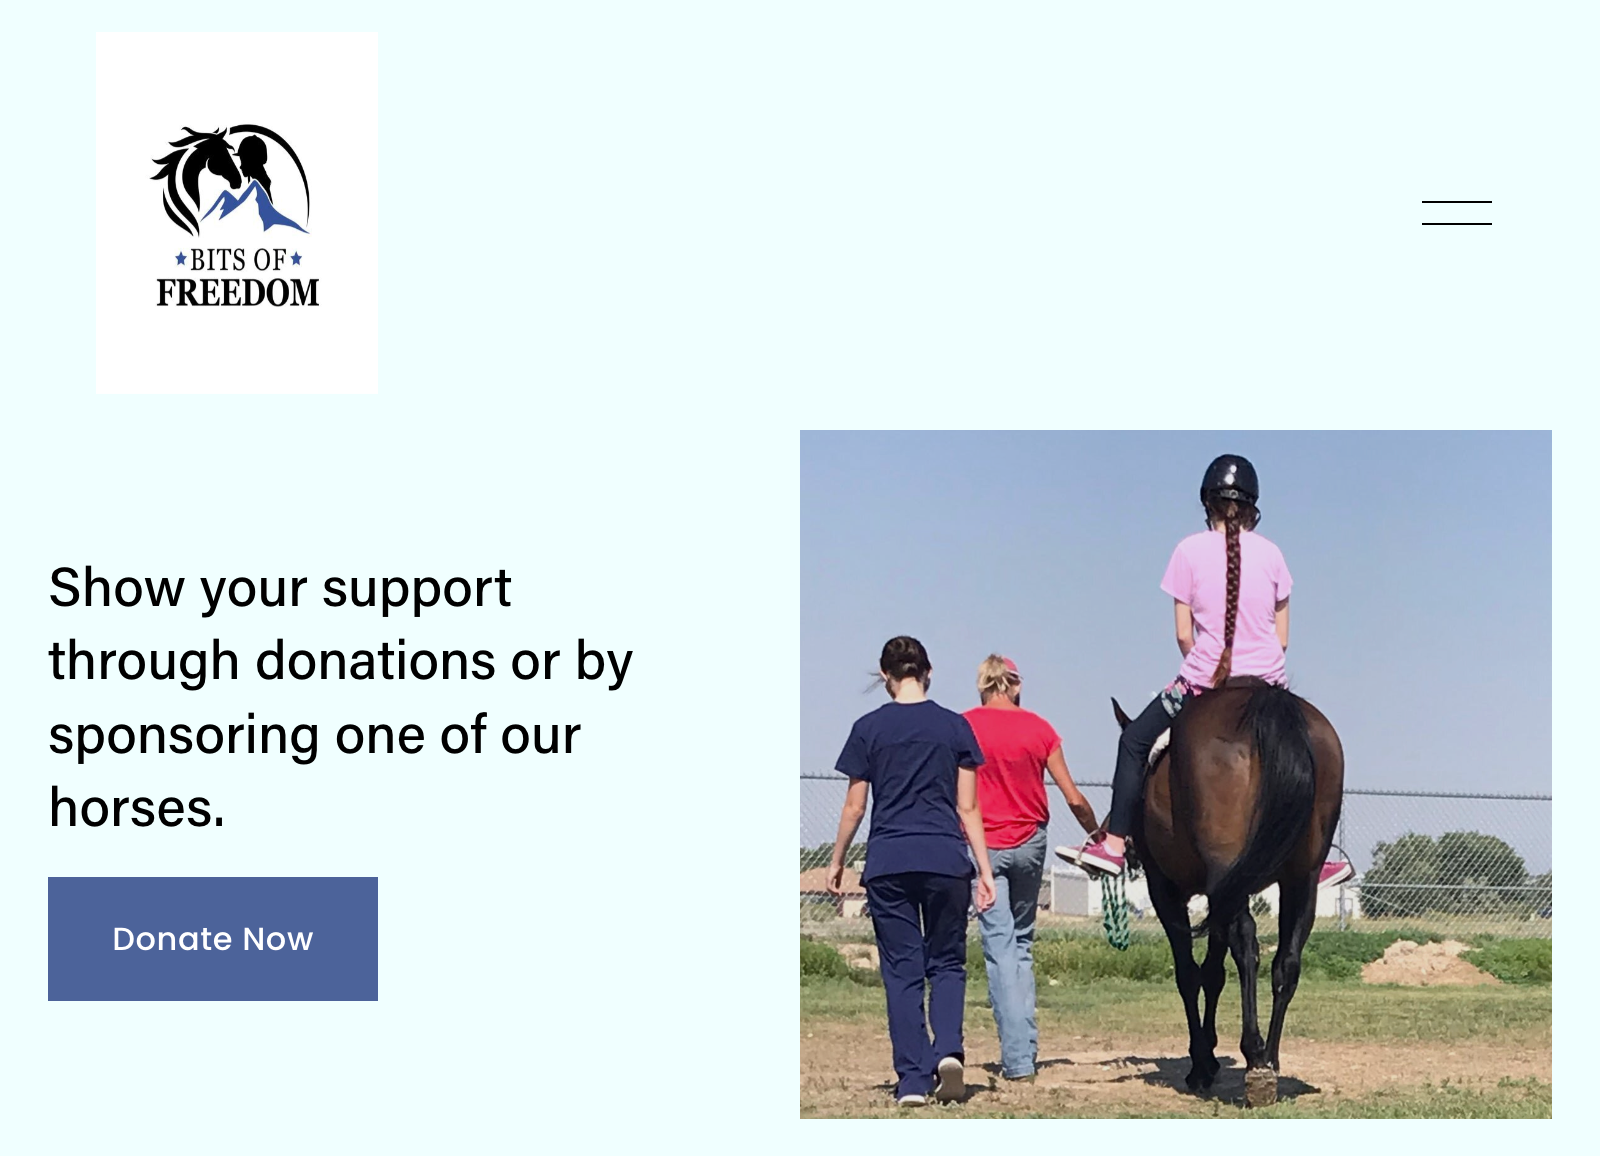 BITS OF
FREEDOM
Show your support
through donations or by
sponsoring one of our
horses.
Donate Now